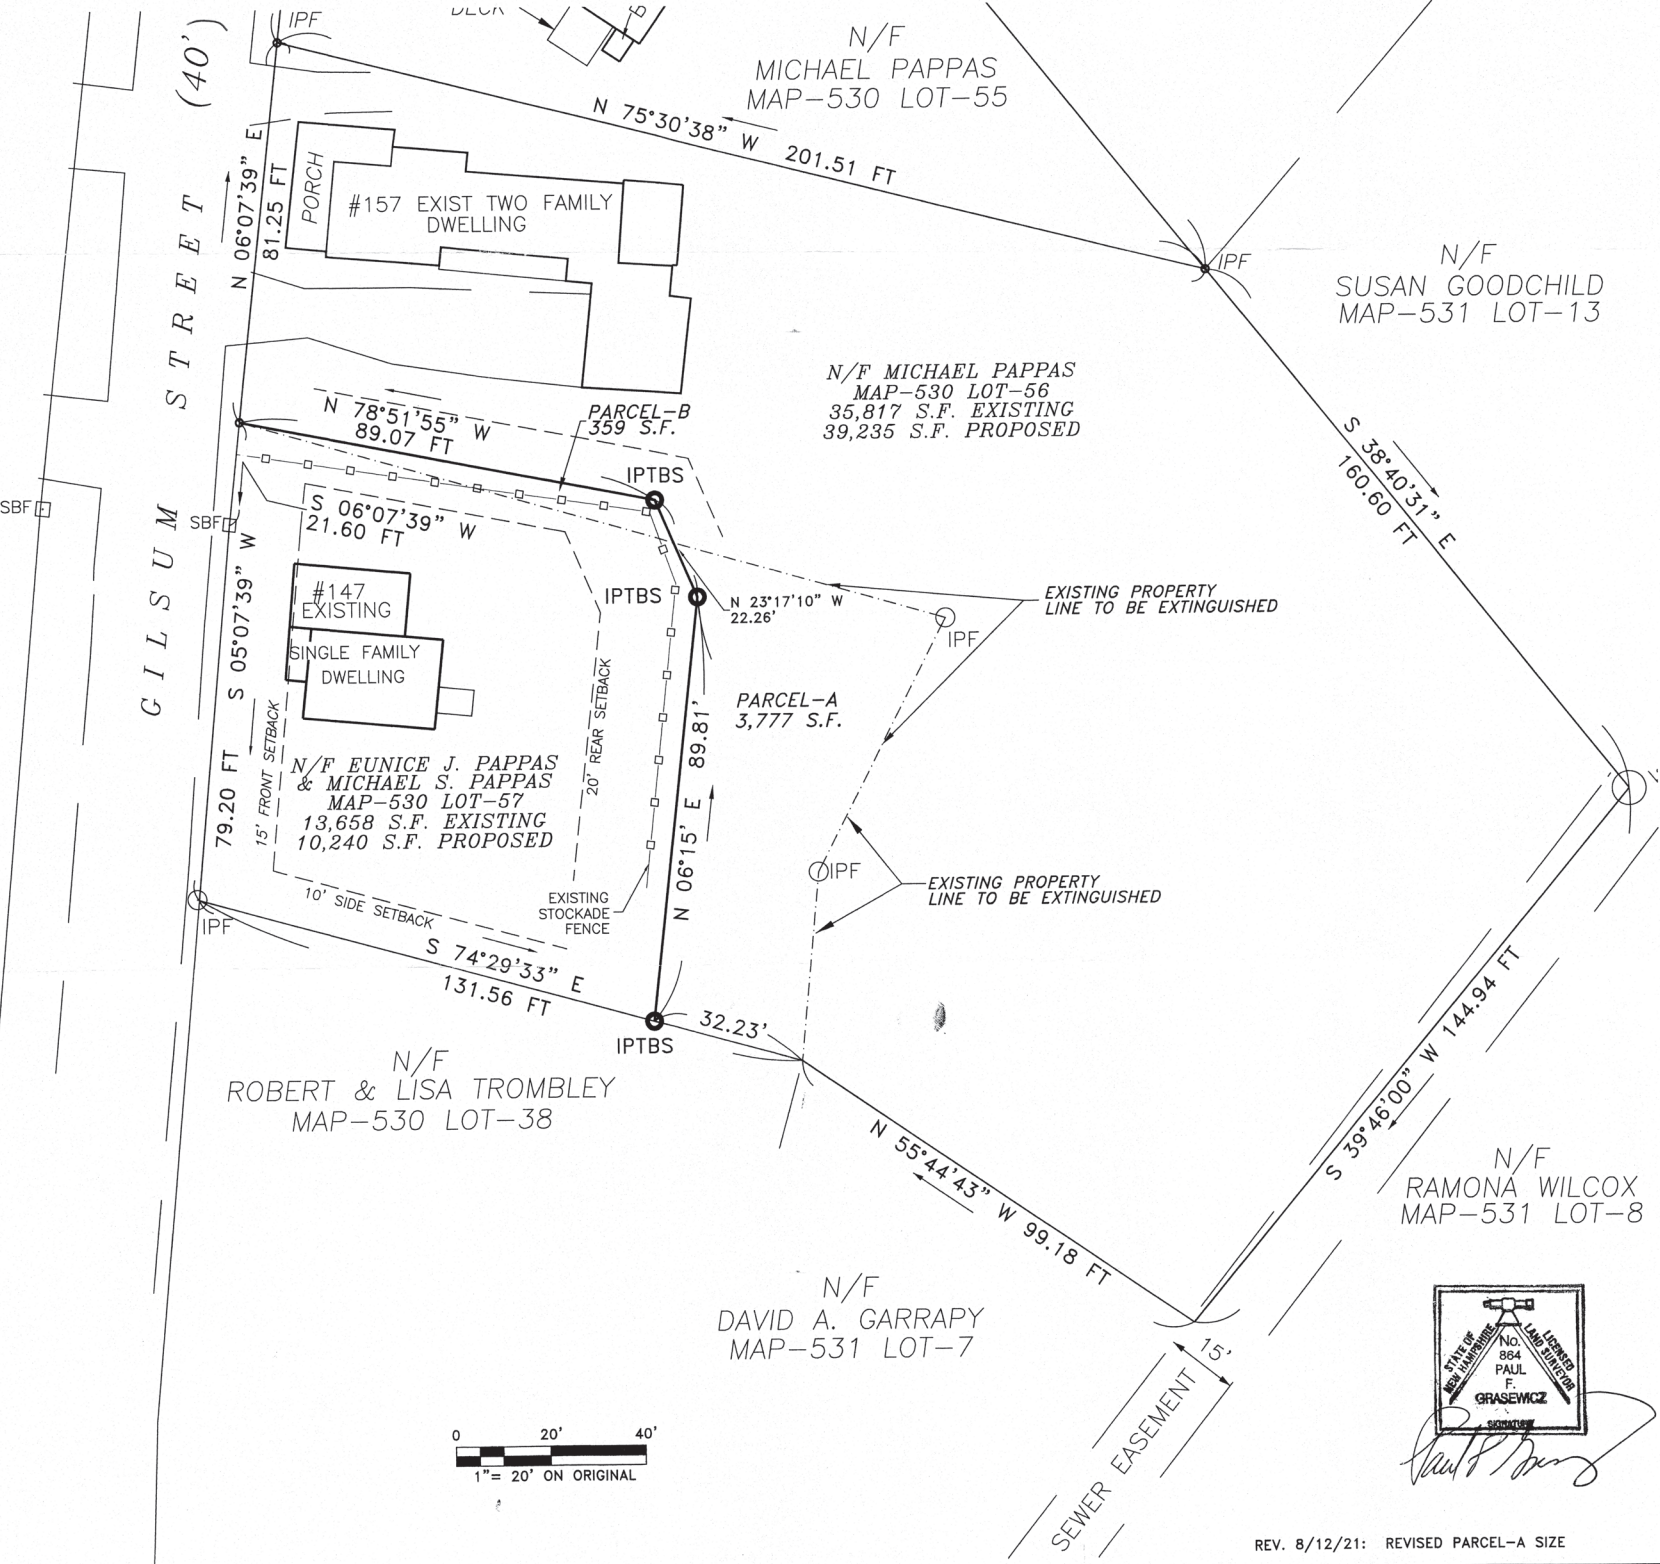 IPF
DECK
(40')
GILSUM STREET
N/F
MICHAEL PAPPAS
MAP-530 LOT-55
N 75°30'38" W 201.51 FT
N 06°07'39" E
81.25 FT
PORCH
#157 EXIST TWO FAMILY
DWELLING
IPF
N/F
SUSAN GOODCHILD
MAP-531 LOT-13
N/F MICHAEL PAPPAS
MAP-530 LOT-56
35,817 S.F. EXISTING
39,235 S.F. PROPOSED
N 78°51'55" W
89.07 FT
PARCEL-B
359 S.F.
S 38°40'31" E
160.60 FT
IPTBS
SBF
SBF
S 06°07'39" W
21.60 FT
S 05°07'39" W
79.20 FT
#147
EXISTING
SINGLE FAMILY
DWELLING
IPTBS
N 23°17'10" W
22.26'
EXISTING PROPERTY
LINE TO BE EXTINGUISHED
IPF
15' FRONT SETBACK
20' REAR SETBACK
PARCEL-A
3,777 S.F.
N 06°15' E 89.81'
N/F EUNICE J. PAPPAS
& MICHAEL S. PAPPAS
MAP-530 LOT-57
13,658 S.F. EXISTING
10,240 S.F. PROPOSED
IPF
EXISTING PROPERTY
LINE TO BE EXTINGUISHED
10' SIDE SETBACK
EXISTING
STOCKADE
FENCE
IPF
S 74°29'33" E
131.56 FT
32.23'
IPTBS
S 39°46'00" W 144.94 FT
N/F
ROBERT & LISA TROMBLEY
MAP-530 LOT-38
N 55°44'43" W 99.18 FT
N/F
RAMONA WILCOX
MAP-531 LOT-8
N/F
DAVID A. GARRAPY
MAP-531 LOT-7
15'
SEWER EASEMENT
STATE OF
NEW HAMPSHIRE
LICENSED
LAND SURVEYOR
No.
864
PAUL
F.
GRASEWICZ
SIGNATURE
0 20' 40'
1"= 20' ON ORIGINAL
REV. 8/12/21: REVISED PARCEL-A SIZE